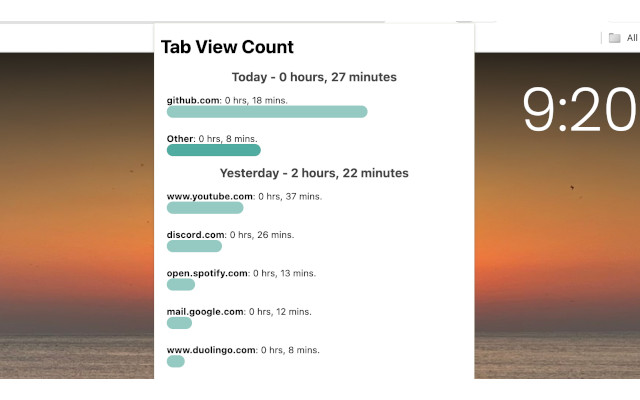 All
Tab View Count
Today - 0 hours, 27 minutes
9:20
github.com: 0 hrs, 18 mins.
Other: 0 hrs, 8 mins.
Yesterday - 2 hours, 22 minutes
www.youtube.com: 0 hrs, 37 mins.
discord.com: 0 hrs, 26 mins.
open.spotify.com: 0 hrs, 13 mins.
mail.google.com: 0 hrs, 12 mins.
www.duolingo.com: 0 hrs, 8 mins.